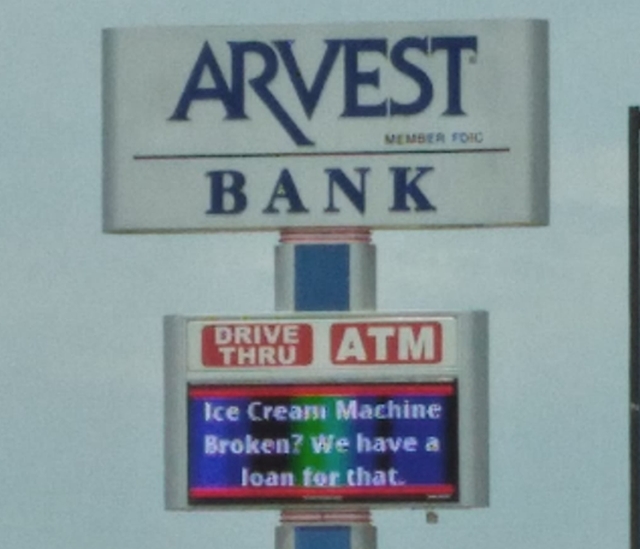 ARVEST
MEMBER FDIC
BANK
DRIVE THRU
ATM
Ice Cream Machine
Broken? We have a
loan for that.